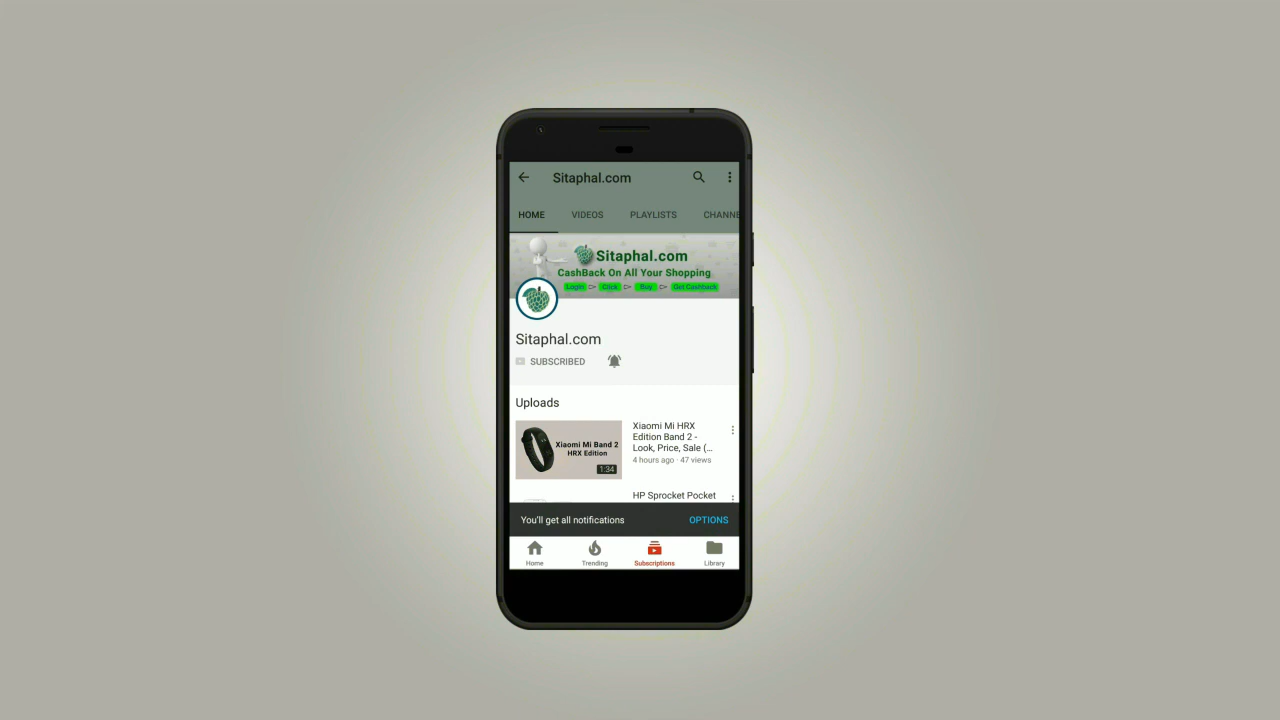 Sitaphal.com
HOME VIDEOS PLAYLISTS CHANNE
Sitaphal.com
CashBack On All Your Shopping
Login Click Buy Get Cashback
Sitaphal.com
SUBSCRIBED
Uploads
Xiaomi Mi Band 2
HRX Edition
1:34
Xiaomi Mi HRX
Edition Band 2 -
Look, Price, Sale (...
4 hours ago · 47 views
HP Sprocket Pocket
You'll get all notifications OPTIONS
Home Trending Subscriptions Library